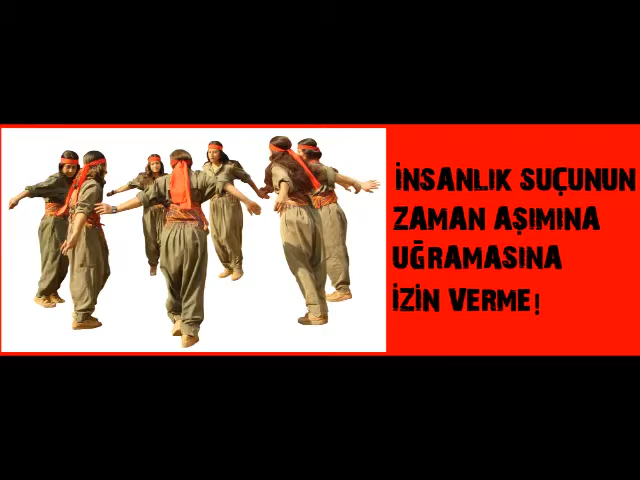 İNSANLIK SUÇUNUN
ZAMAN AŞIMINA
UĞRAMASINA
İZİN VERME!